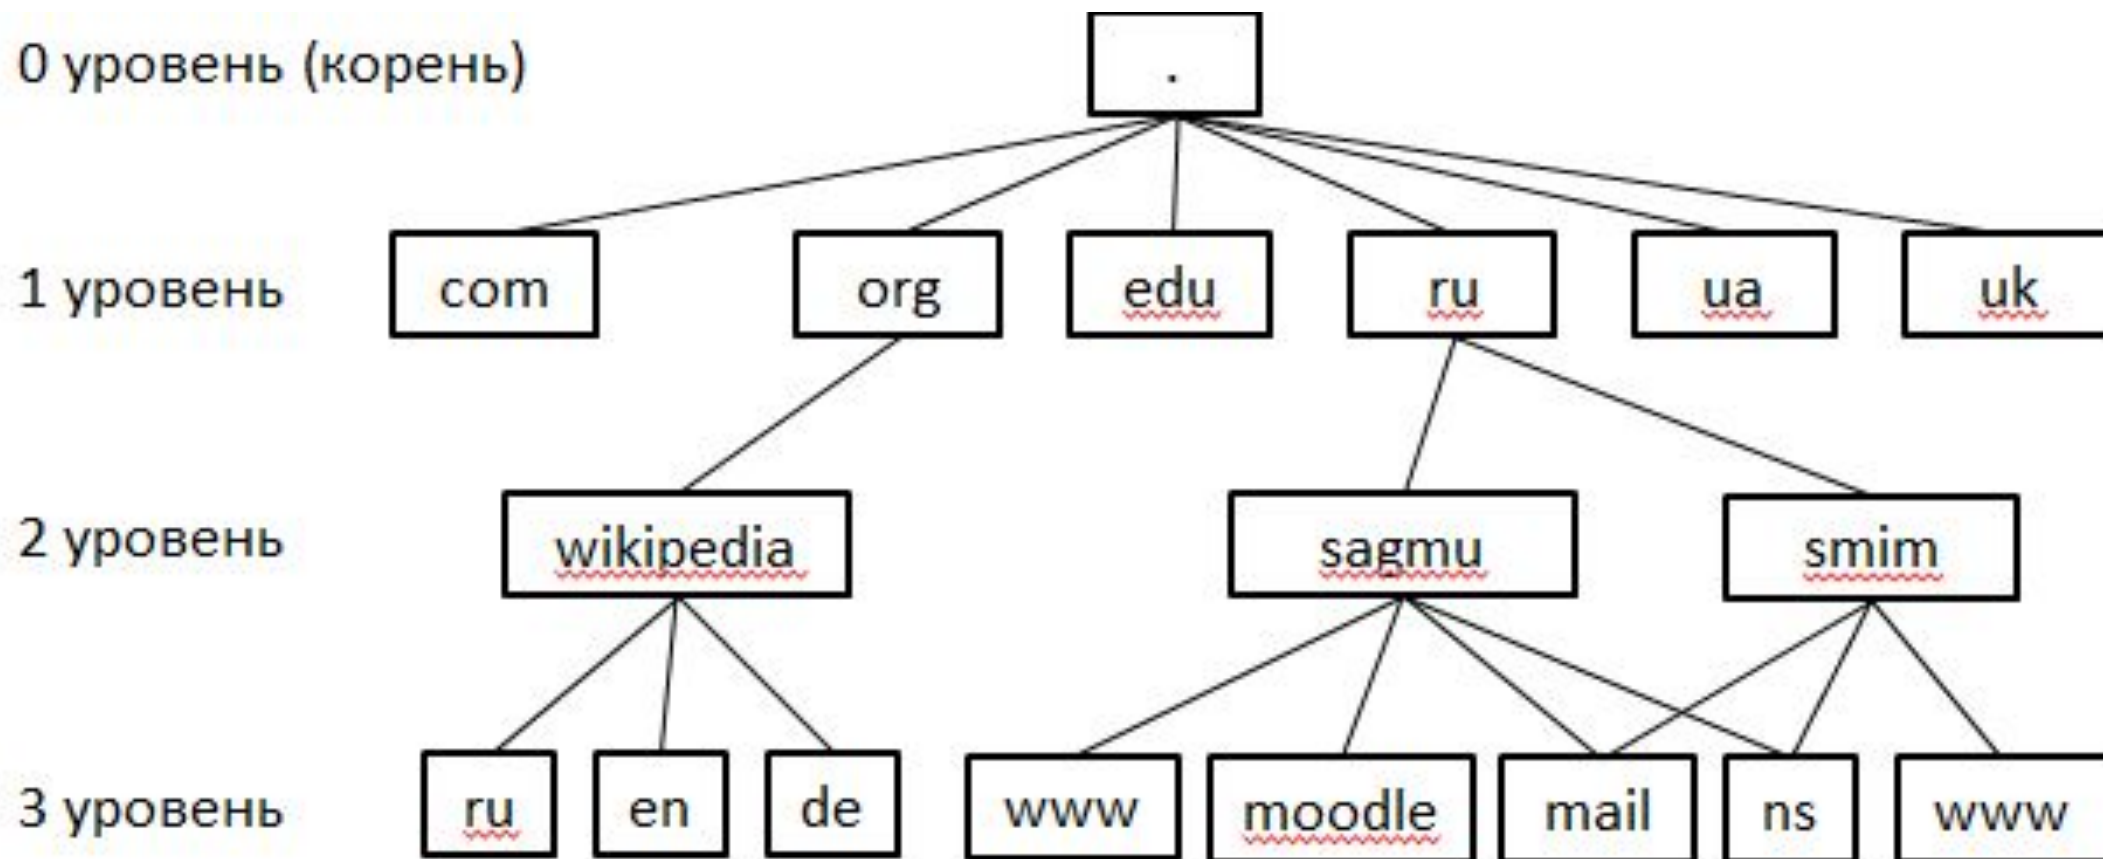 0 уровень (корень)
.
1 уровень
com
org
edu
ru
ua
uk
2 уровень
wikipedia
sagmu
smim
3 уровень
ru
en
de
www
moodle
mail
ns
www